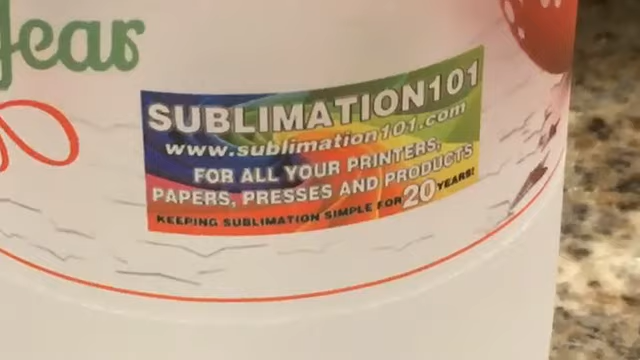 Year
SUBLIMATION101
www.sublimation101.com
FOR ALL YOUR PRINTERS,
PAPERS, PRESSES AND PRODUCTS
KEEPING SUBLIMATION SIMPLE FOR 20 YEARS!